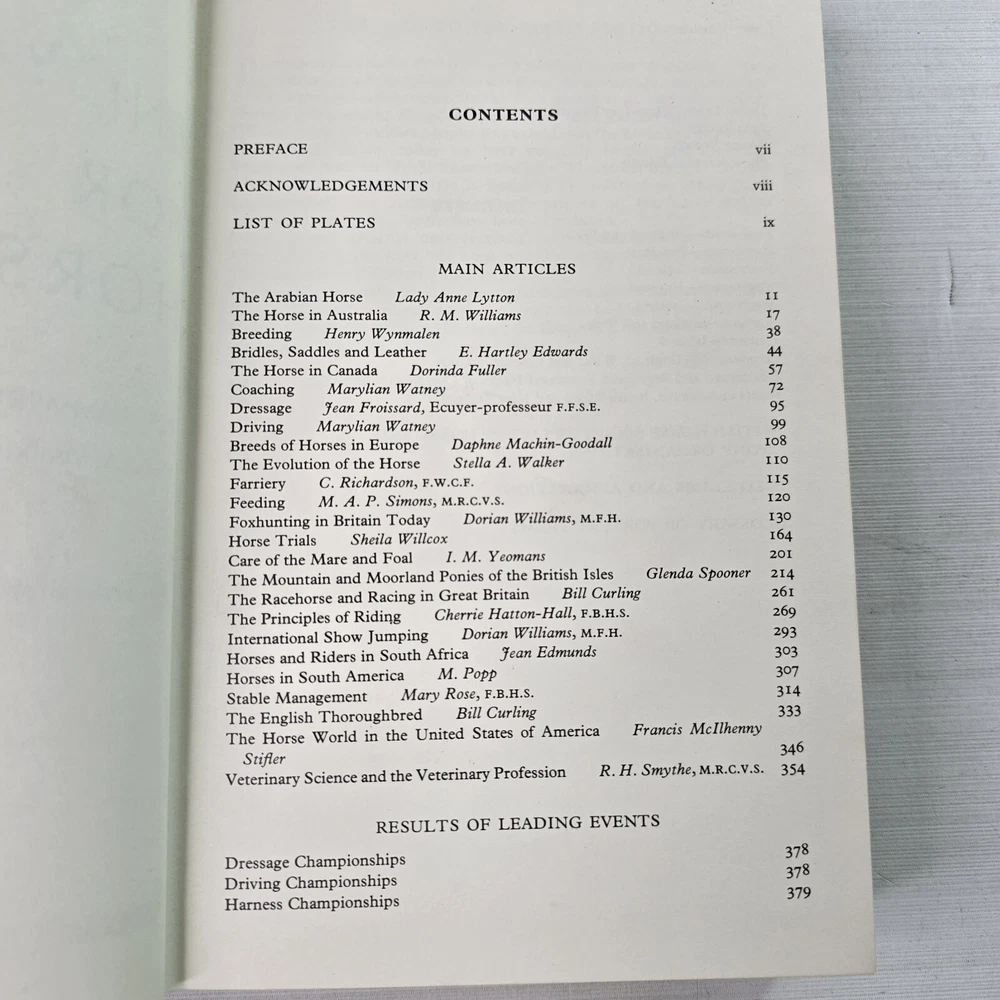 CONTENTS
PREFACE vii
ACKNOWLEDGEMENTS viii
LIST OF PLATES ix
MAIN ARTICLES
The Arabian Horse Lady Anne Lytton 11
The Horse in Australia R. M. Williams 17
Breeding Henry Wynmalen 38
Bridles, Saddles and Leather E. Hartley Edwards 44
The Horse in Canada Dorinda Fuller 57
Coaching Marylian Watney 72
Dressage Jean Froissard, Ecuyer-professeur F.F.S.E. 95
Driving Marylian Watney 99
Breeds of Horses in Europe Daphne Machin-Goodall 108
The Evolution of the Horse Stella A. Walker 110
Farriery C. Richardson, F.W.C.F. 115
Feeding M. A. P. Simons, M.R.C.V.S. 120
Foxhunting in Britain Today Dorian Williams, M.F.H. 130
Horse Trials Sheila Willcox 164
Care of the Mare and Foal I. M. Yeomans 201
The Mountain and Moorland Ponies of the British Isles Glenda Spooner 214
The Racehorse and Racing in Great Britain Bill Curling 261
The Principles of Riding Cherrie Hatton-Hall, F.B.H.S. 269
International Show Jumping Dorian Williams, M.F.H. 293
Horses and Riders in South Africa Jean Edmunds 303
Horses in South America M. Popp 307
Stable Management Mary Rose, F.B.H.S. 314
The English Thoroughbred Bill Curling 333
The Horse World in the United States of America Francis McIlhenny
Stifler 346
Veterinary Science and the Veterinary Profession R. H. Smythe, M.R.C.V.S. 354
RESULTS OF LEADING EVENTS
Dressage Championships 378
Driving Championships 378
Harness Championships 379